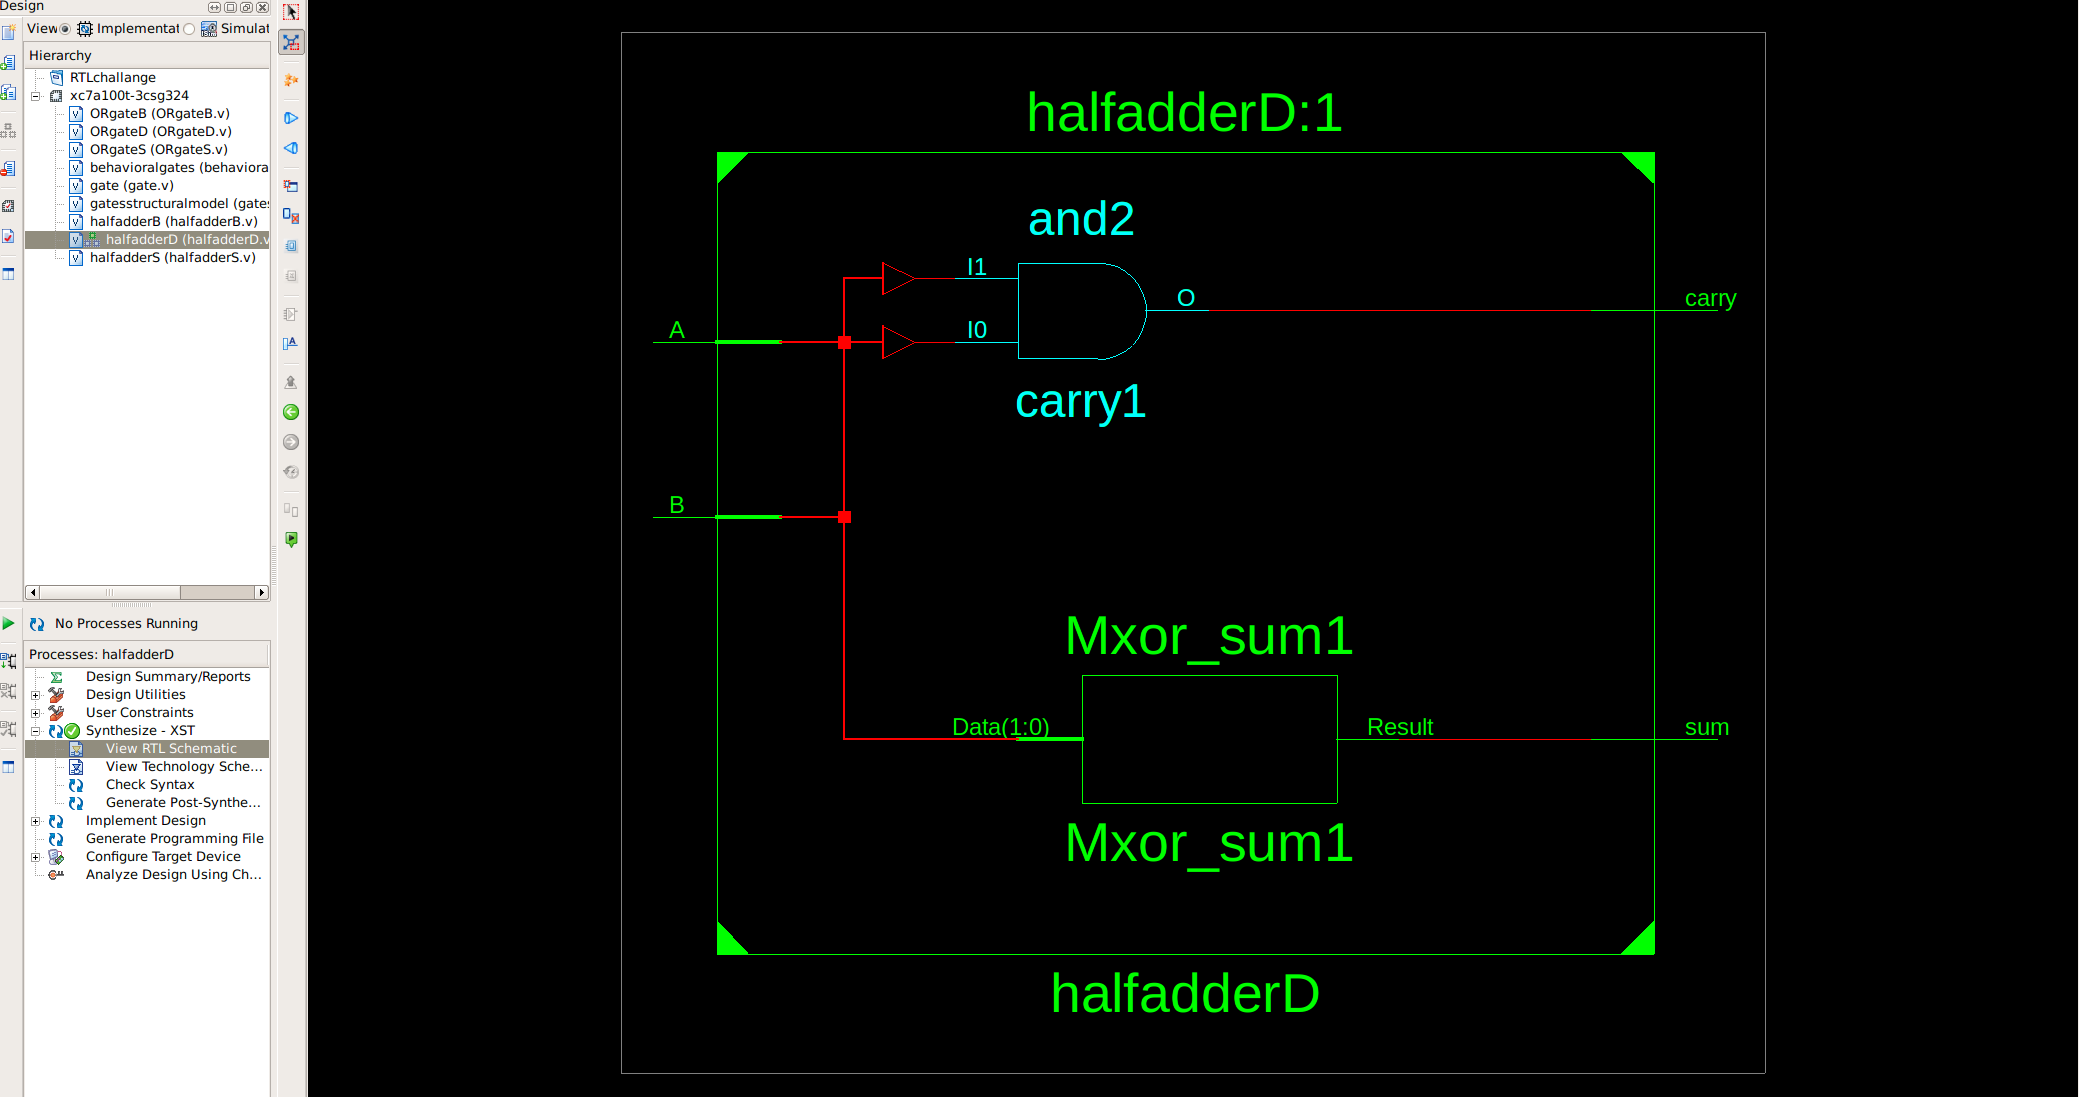 Design
View Implementat Simulat
Hierarchy
RTLchallange
xc7a100t-3csg324
ORgateB (ORgateB.v)
ORgateD (ORgateD.v)
ORgateS (ORgateS.v)
behavioralgates (behaviora
gate (gate.v)
gatesstructuralmodel (gate
halfadderB (halfadderB.v)
halfadderD (halfadderD.v
halfadderS (halfadderS.v)
No Processes Running
Processes: halfadderD
Design Summary/Reports
Design Utilities
User Constraints
Synthesize - XST
View RTL Schematic
View Technology Sche...
Check Syntax
Generate Post-Synthe...
Implement Design
Generate Programming File
Configure Target Device
Analyze Design Using Ch...
halfadderD:1
and2
I1
O
carry
A
I0
carry1
B
Mxor_sum1
Data(1:0)
Result
sum
Mxor_sum1
halfadderD